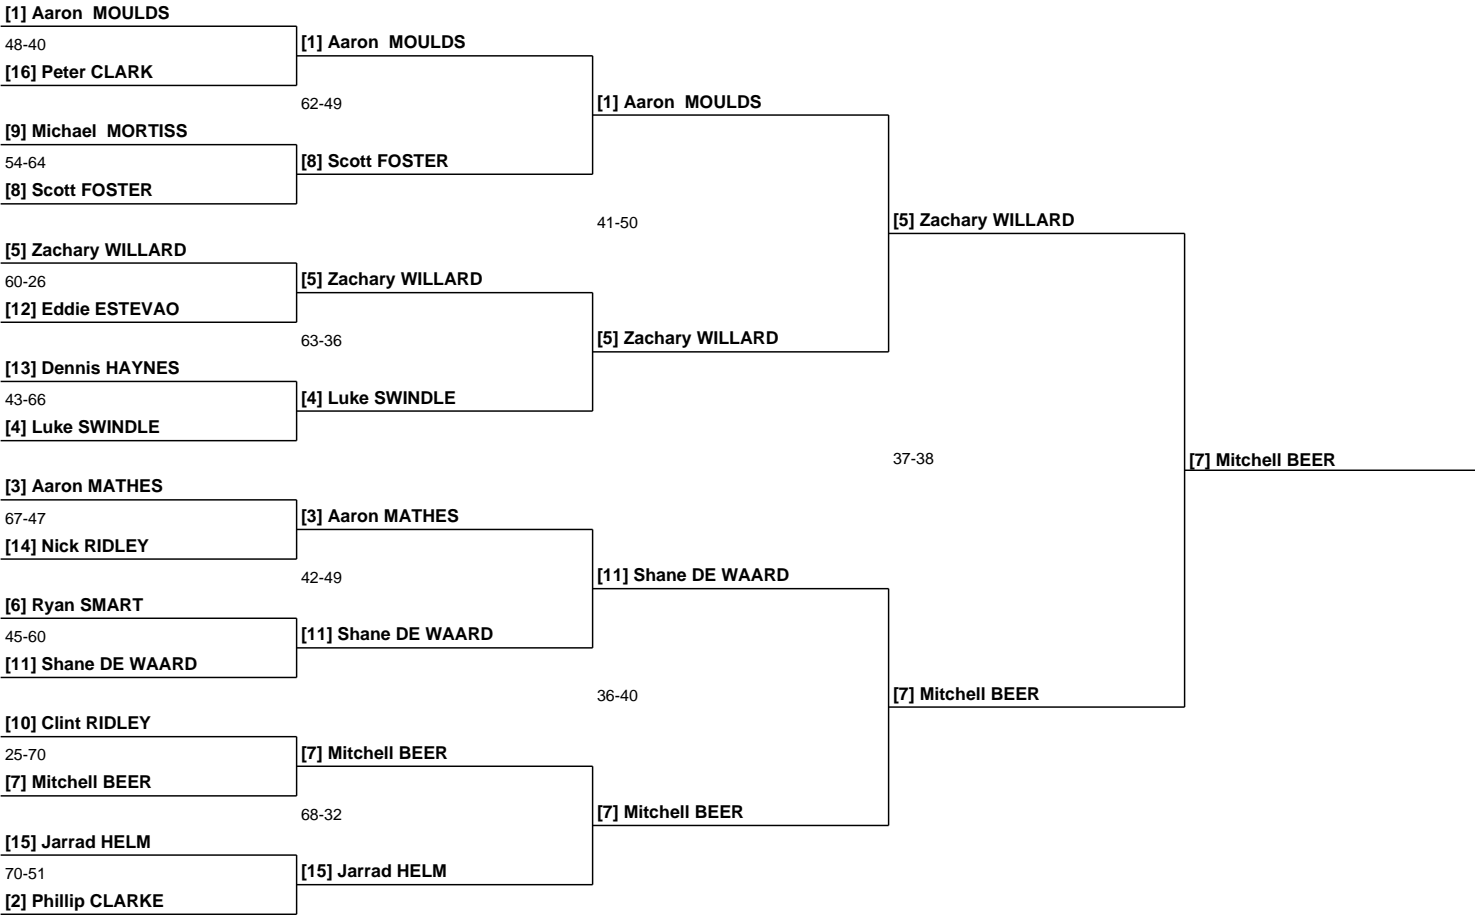 [1] Aaron  MOULDS
48-40
[16] Peter CLARK
[9] Michael  MORTISS
54-64
[8] Scott FOSTER
[5] Zachary WILLARD
60-26
[12] Eddie ESTEVAO
[13] Dennis HAYNES
43-66
[4] Luke SWINDLE
[3] Aaron MATHES
67-47
[14] Nick RIDLEY
[6] Ryan SMART
45-60
[11] Shane DE WAARD
[10] Clint RIDLEY
25-70
[7] Mitchell BEER
[15] Jarrad HELM
70-51
[2] Phillip CLARKE
[1] Aaron  MOULDS
62-49
[8] Scott FOSTER
[5] Zachary WILLARD
63-36
[4] Luke SWINDLE
[3] Aaron MATHES
42-49
[11] Shane DE WAARD
[7] Mitchell BEER
68-32
[15] Jarrad HELM
[1] Aaron  MOULDS
41-50
[5] Zachary WILLARD
[11] Shane DE WAARD
36-40
[7] Mitchell BEER
[5] Zachary WILLARD
37-38
[7] Mitchell BEER
[7] Mitchell BEER